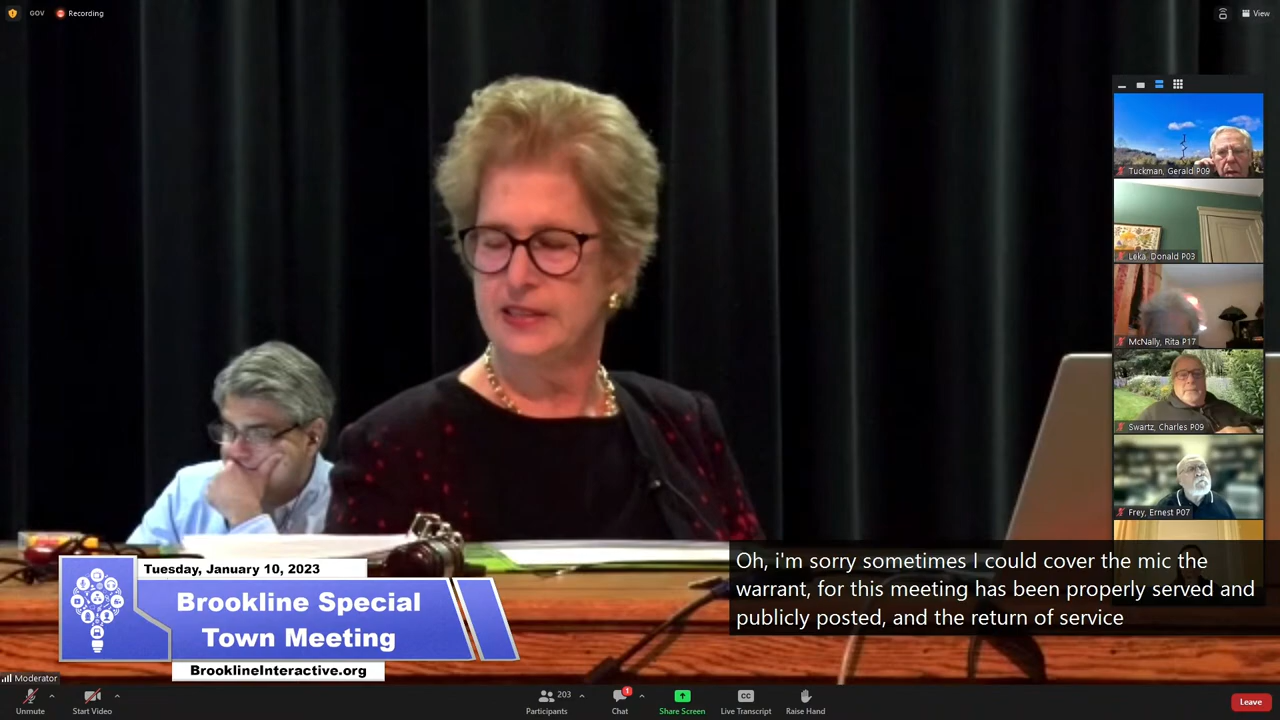 GOV
Recording
View
Tuckman, Gerald P09
Leka Donald P03
McNally, Rita P17
Swartz, Charles P09
Frey, Ernest P07
Oh, i'm sorry sometimes I could cover the mic the
warrant, for this meeting has been properly served and
publicly posted, and the return of service
Tuesday, January 10, 2023
Brookline Special
Town Meeting
BrooklineInteractive.org
Moderator
Unmute
Start Video
203
Participants
1
Chat
Share Screen
CC
Live Transcript
Raise Hand
Leave